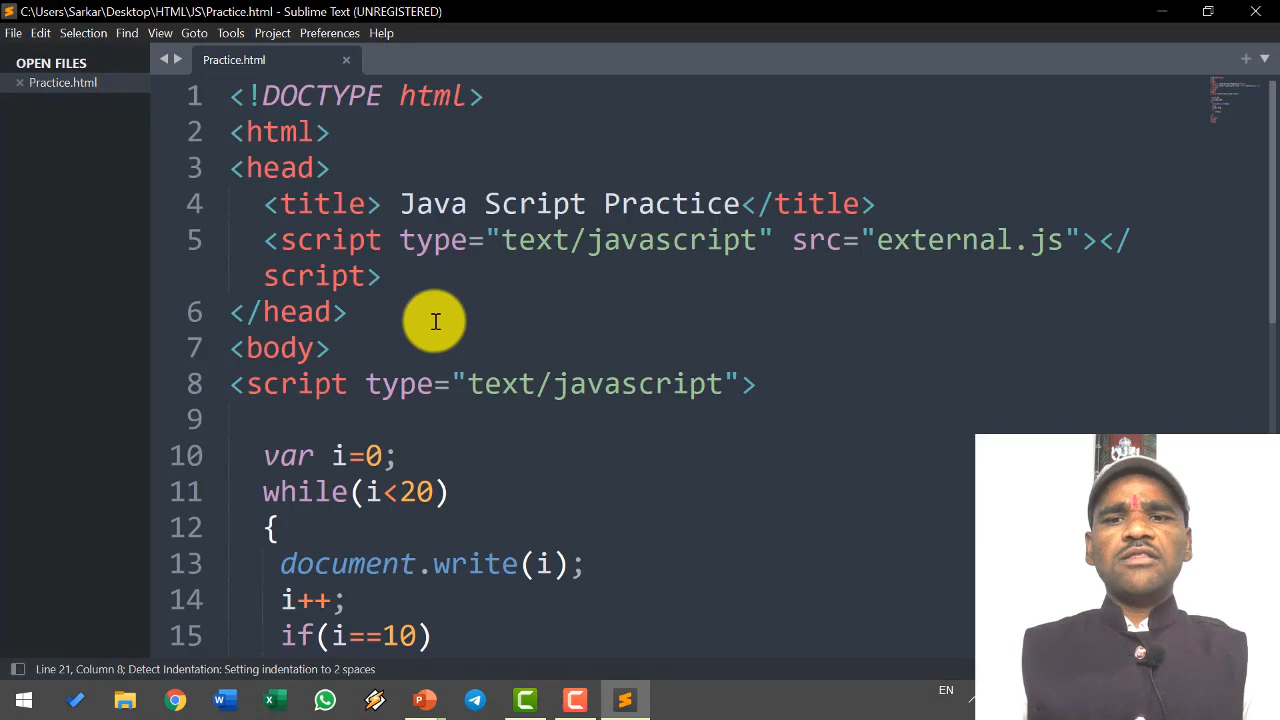 C:\Users\Sarkar\Desktop\HTML\JS\Practice.html - Sublime Text (UNREGISTERED)
File Edit Selection Find View Goto Tools Project Preferences Help
OPEN FILES
Practice.html
Practice.html
1 <!DOCTYPE html>
2 <html>
3 <head>
4 <title> Java Script Practice</title>
5 <script type="text/javascript" src="external.js"></
script>
6 </head>
7 <body>
8 <script type="text/javascript">
9
10 var i=0;
11 while(i<20)
12 {
13 document.write(i);
14 i++;
15 if(i==10)
Line 21, Column 8; Detect Indentation: Setting indentation to 2 spaces
EN